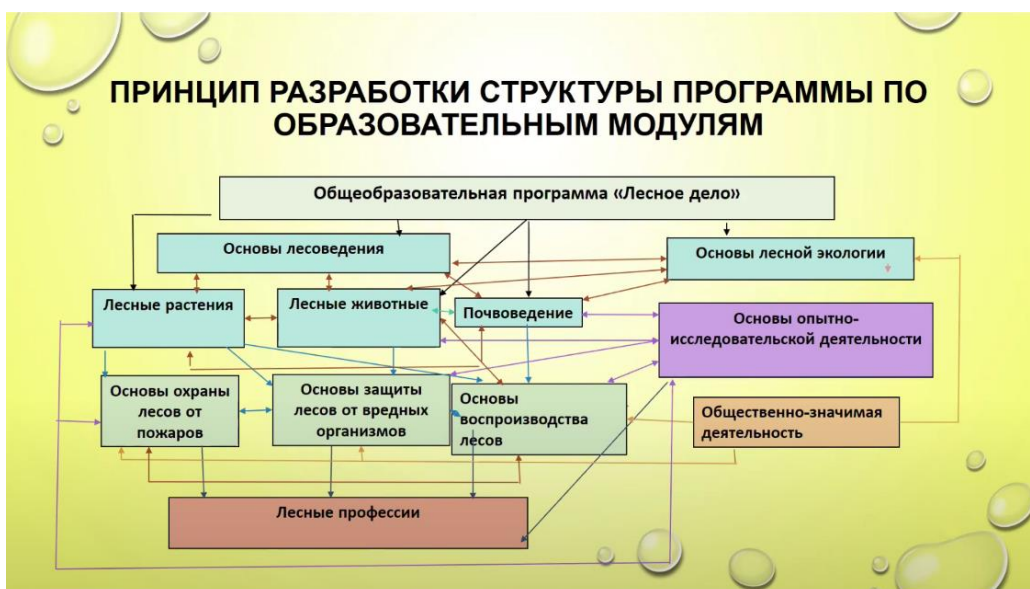 ПРИНЦИП РАЗРАБОТКИ СТРУКТУРЫ ПРОГРАММЫ ПО
ОБРАЗОВАТЕЛЬНЫМ МОДУЛЯМ
Общеобразовательная программа «Лесное дело»
Основы лесоведения
Основы лесной экологии
Лесные растения
Лесные животные
Почвоведение
Основы опытно-
исследовательской деятельности
Основы охраны
лесов от
пожаров
Основы защиты
лесов от вредных
организмов
Основы
воспроизводства
лесов
Общественно-значимая
деятельность
Лесные профессии